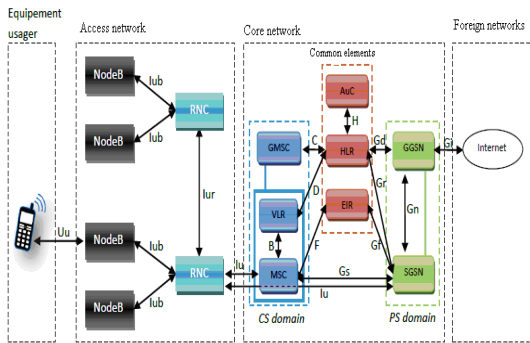 Equipement
usager
Access network
Core network
Foreign networks
Common elements
NodeB
Iub
RNC
NodeB
Iub
AuC
H
GMSC
C
HLR
Gd
GGSN
Gi
Internet
Iur
D
Gr
VLR
EIR
Gn
Uu
NodeB
Iub
B
F
Gf
RNC
Iu
MSC
Gs
SGSN
NodeB
Iub
Iu
CS domain
PS domain